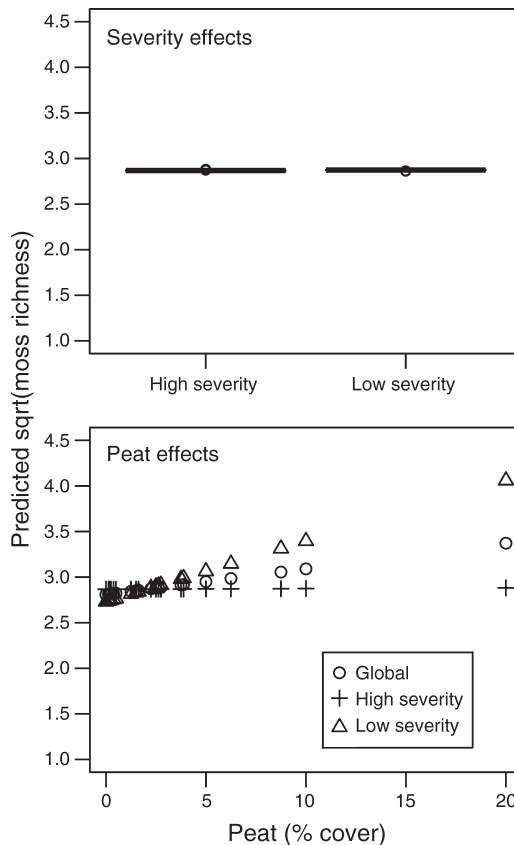 Predicted sqrt(moss richness)
Severity effects
4.5
4.0
3.5
3.0
2.5
2.0
1.5
1.0
High severity Low severity
Peat effects
4.5
4.0
3.5
3.0
2.5
2.0
1.5
1.0
Global
High severity
Low severity
0 5 10 15 20
Peat (% cover)